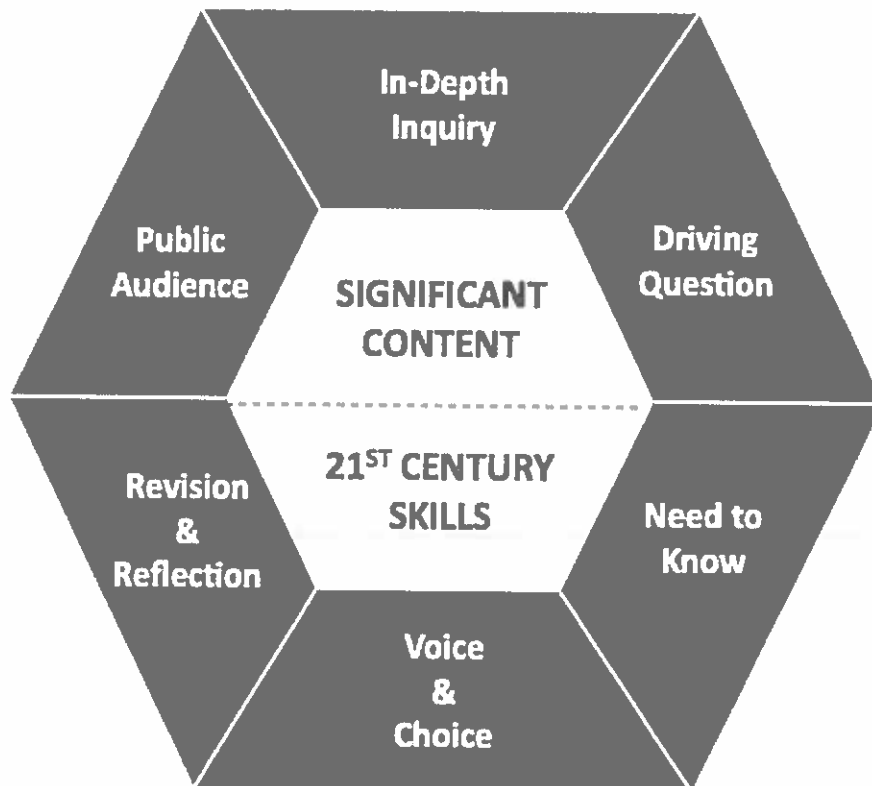 In-Depth
Inquiry
Public
Audience
Driving
Question
SIGNIFICANT
CONTENT
21ST CENTURY
SKILLS
Revision
&
Reflection
Need to
Know
Voice
&
Choice